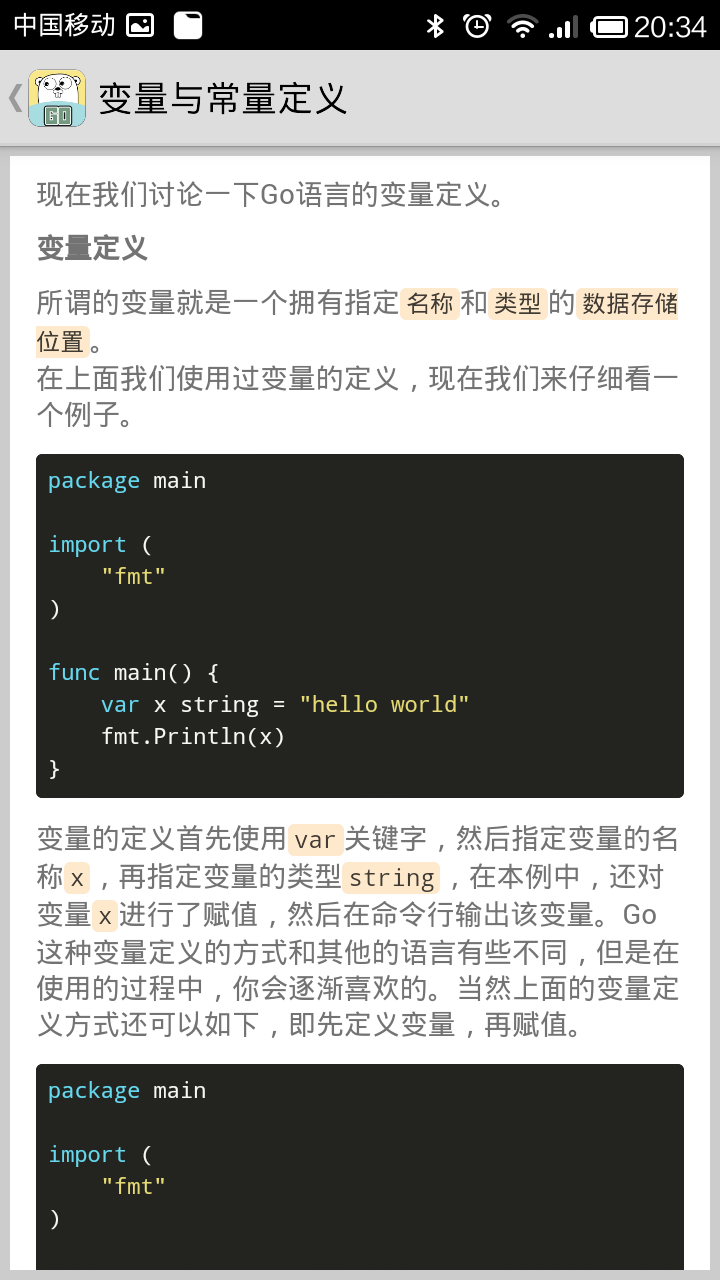 中国移动 20:34
GO
变量与常量定义
现在我们讨论一下Go语言的变量定义。
变量定义
所谓的变量就是一个拥有指定名称和类型的数据存储
位置。
在上面我们使用过变量的定义，现在我们来仔细看一
个例子。
package main
import (
    "fmt"
)
func main() {
    var x string = "hello world"
    fmt.Println(x)
}
变量的定义首先使用var关键字，然后指定变量的名
称x，再指定变量的类型string，在本例中，还对
变量x进行了赋值，然后在命令行输出该变量。Go
这种变量定义的方式和其他的语言有些不同，但是在
使用的过程中，你会逐渐喜欢的。当然上面的变量定
义方式还可以如下，即先定义变量，再赋值。
package main
import (
    "fmt"
)